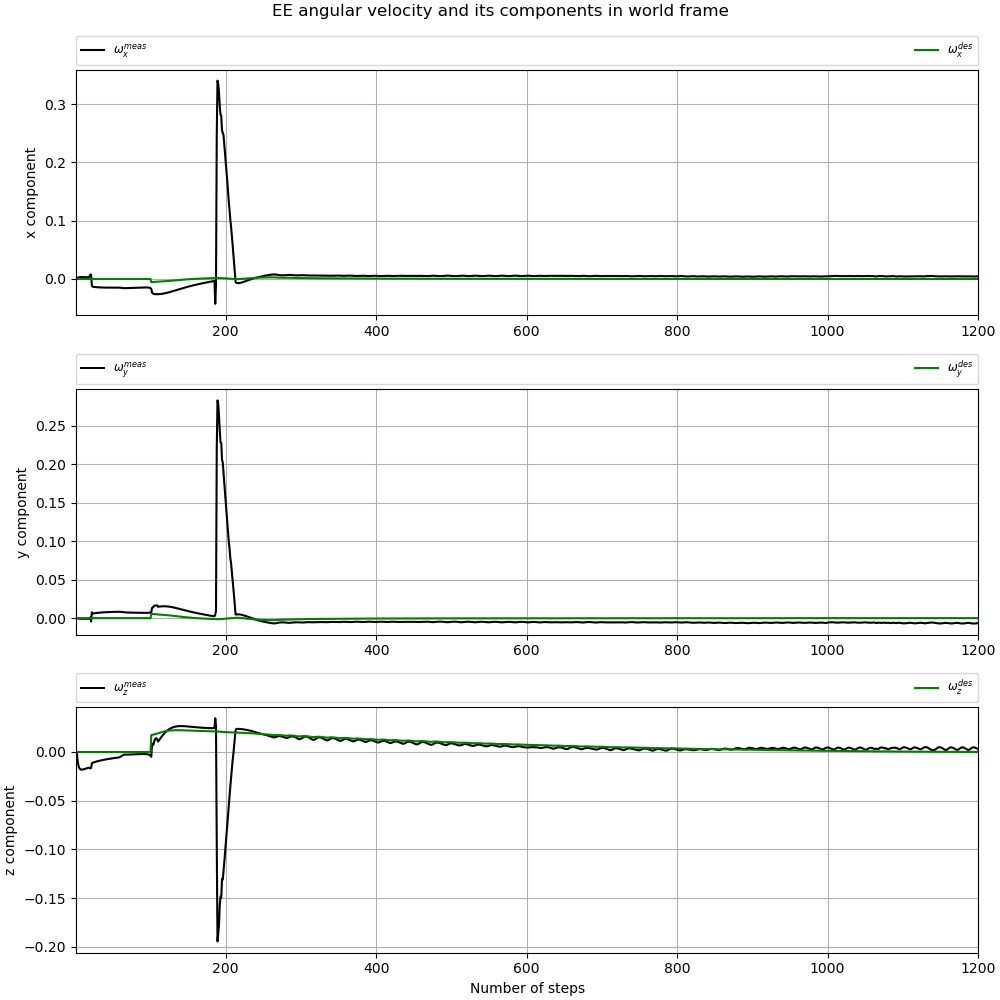 EE angular velocity and its components in world frame
ω_x^meas ω_x^des
0.3
0.2
0.1
0.0
x component
200 400 600 800 1000 1200
ω_y^meas ω_y^des
0.25
0.20
0.15
0.10
0.05
0.00
y component
200 400 600 800 1000 1200
ω_z^meas ω_z^des
0.00
−0.05
−0.10
−0.15
−0.20
z component
200 400 600 800 1000 1200
Number of steps